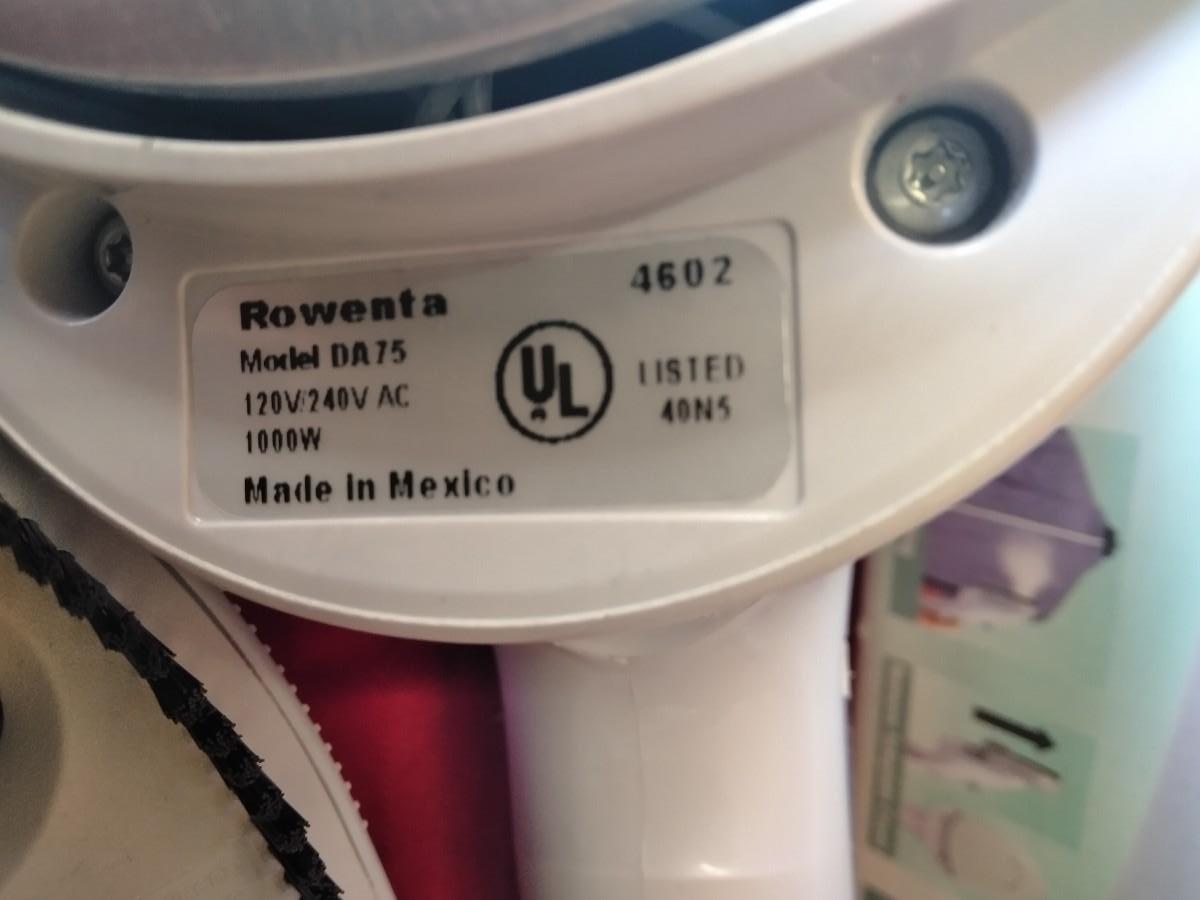 Rowenta
4602
Model DA75
120V/240V AC
1000W
UL
LISTED
40N5
Made in Mexico